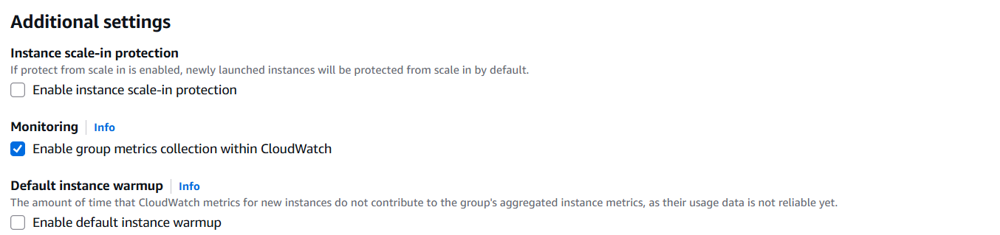 Additional settings
Instance scale-in protection
If protect from scale in is enabled, newly launched instances will be protected from scale in by default.
Enable instance scale-in protection
Monitoring Info
Enable group metrics collection within CloudWatch
Default instance warmup Info
The amount of time that CloudWatch metrics for new instances do not contribute to the group's aggregated instance metrics, as their usage data is not reliable yet.
Enable default instance warmup